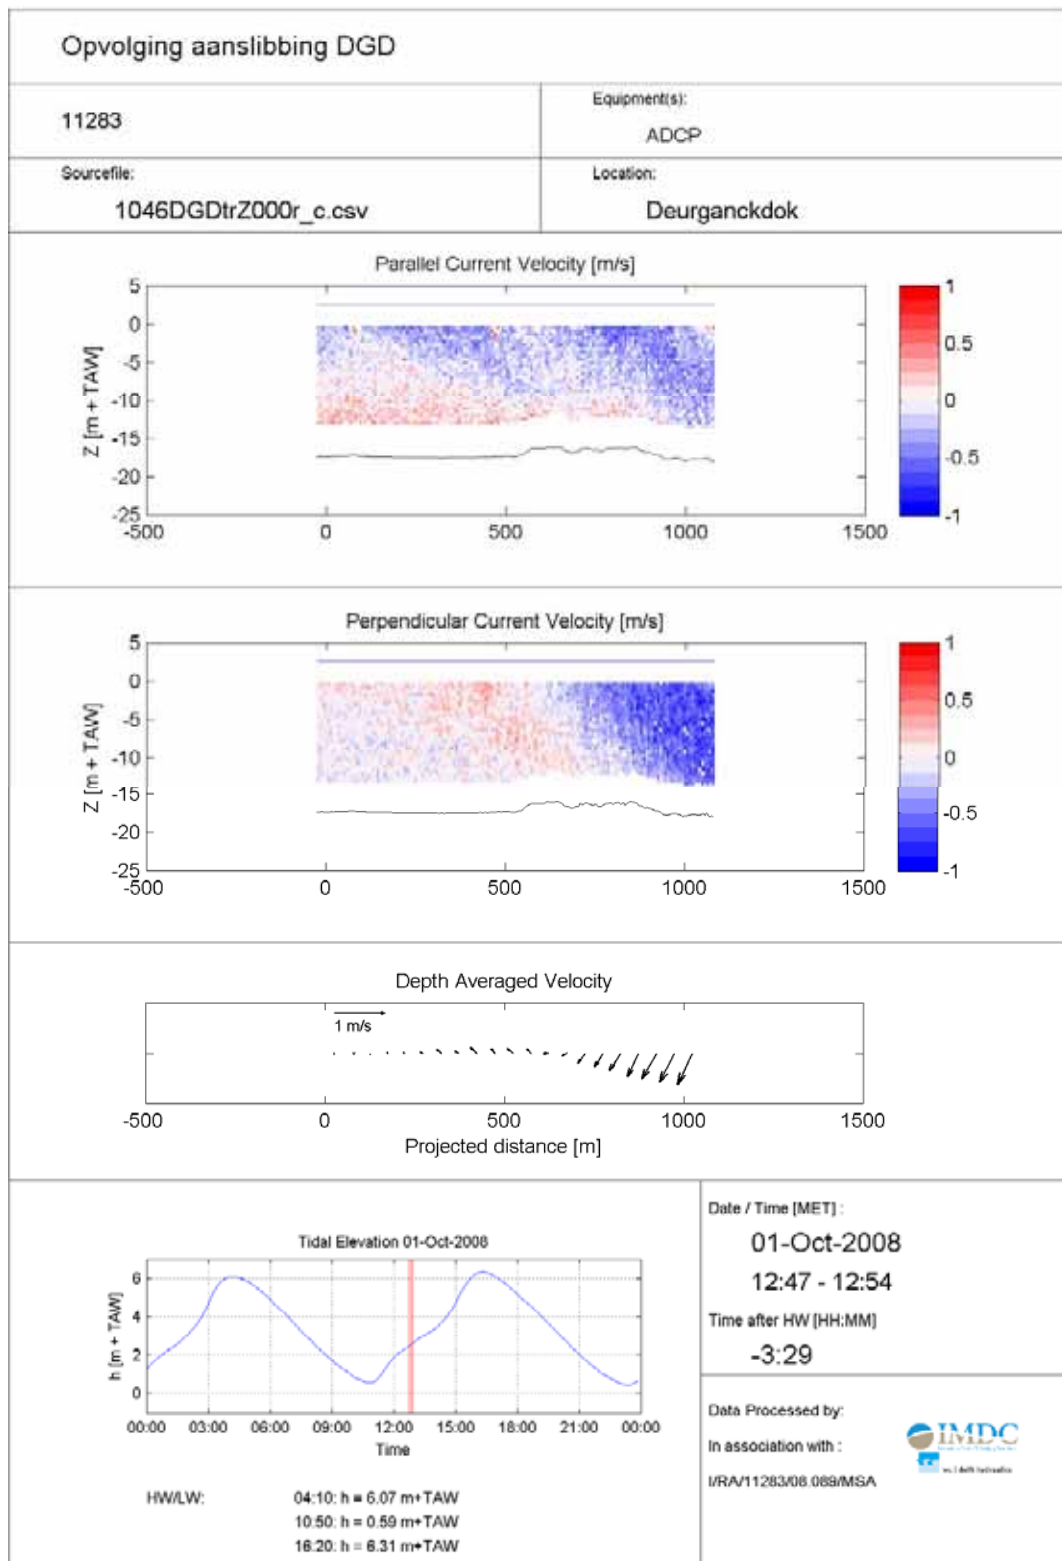 Opvolging aanslibbing DGD
11283
Equipment(s):
ADCP
Sourcefile:
1046DGDtrZ000r_c.csv
Location:
Deurganckdok
Parallel Current Velocity [m/s]
5
0
-5
-10
-15
-20
-25
Z [m + TAW]
-500
0
500
1000
1500
1
0.5
0
-0.5
-1
Perpendicular Current Velocity [m/s]
5
0
-5
-10
-15
-20
-25
Z [m + TAW]
-500
0
500
1000
1500
1
0.5
0
-0.5
-1
Depth Averaged Velocity
1 m/s
-500
0
500
1000
1500
Projected distance [m]
Tidal Elevation 01-Oct-2008
6
4
2
0
h [m + TAW]
00:00
03:00
06:00
09:00
12:00
15:00
18:00
21:00
00:00
Time
HW/LW:
04:10: h = 6.07 m+TAW
10:50: h = 0.59 m+TAW
16:20: h = 6.31 m+TAW
Date / Time [MET] :
01-Oct-2008
12:47 - 12:54
Time after HW [HH:MM]
-3:29
Data Processed by:
In association with :
I/RA/11283/08.089/MSA
IMDC
wl | delft hydraulics